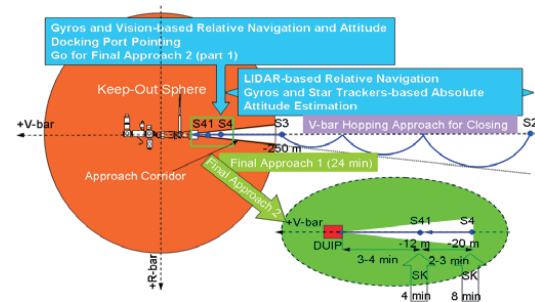 Gyros and Vision-based Relative Navigation and Attitude
Docking Port Pointing
Go for Final Approach 2 (part 1)
LIDAR-based Relative Navigation
Gyros and Star Trackers-based Absolute
Attitude Estimation
Keep-Out Sphere
S41 S4
S3
V-bar Hopping Approach for Closing
S2
+V-bar
-250 m
Final Approach 1 (24 min)
Approach Corridor
Final Approach 2
+V-bar
S41
S4
DUIP
-12 m
-20 m
3-4 min
2-3 min
SK
SK
4 min
8 min
+R-bar